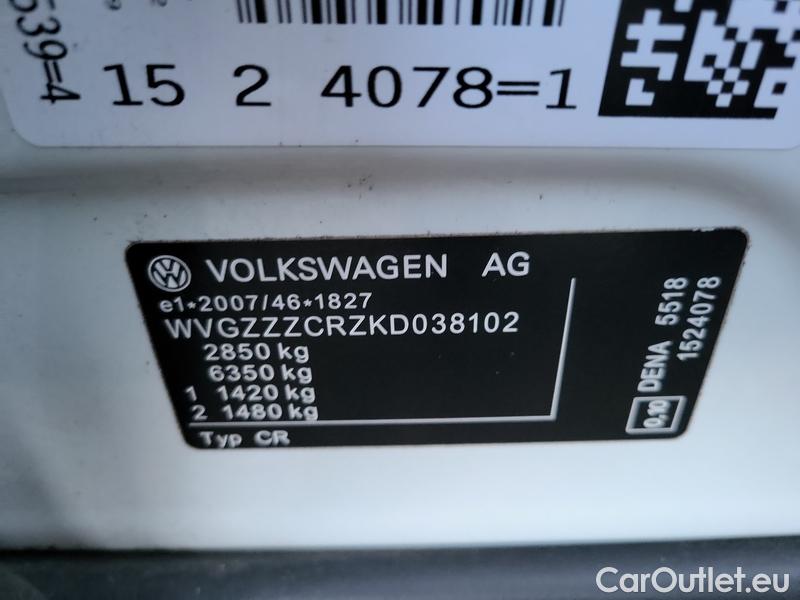 539=4
15 2 4078=1
VOLKSWAGEN AG
e1*2007/46*1827
WVGZZZCRZKD038102
2850 kg
6350 kg
1 1420 kg
2 1480 kg
Typ CR
0,10
DENA 5518
1524078
CarOutlet.eu